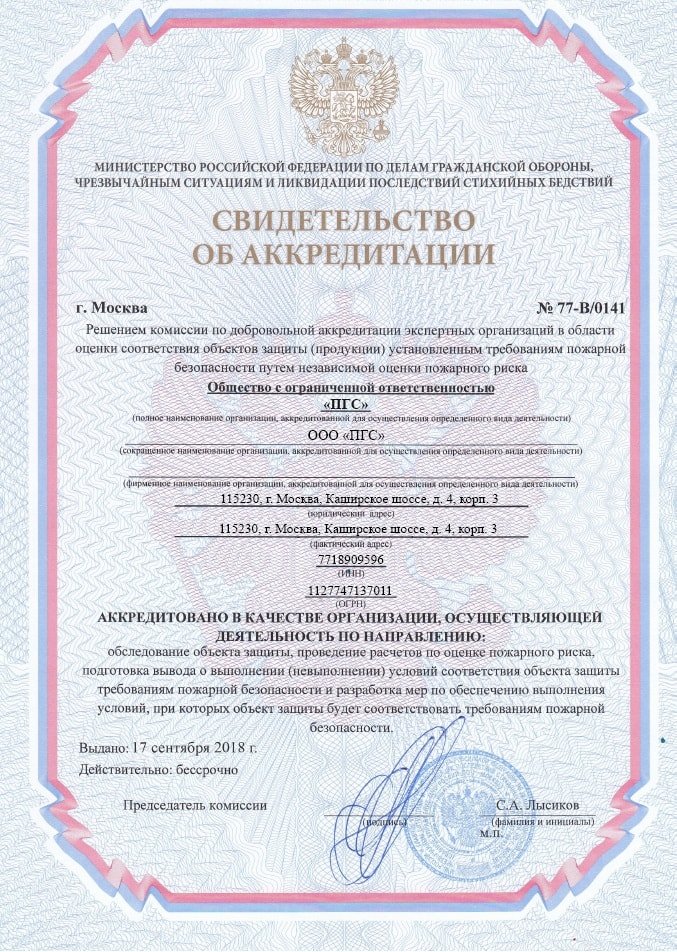 МИНИСТЕРСТВО РОССИЙСКОЙ ФЕДЕРАЦИИ ПО ДЕЛАМ ГРАЖДАНСКОЙ ОБОРОНЫ,
ЧРЕЗВЫЧАЙНЫМ СИТУАЦИЯМ И ЛИКВИДАЦИИ ПОСЛЕДСТВИЙ СТИХИЙНЫХ БЕДСТВИЙ
СВИДЕТЕЛЬСТВО
ОБ АККРЕДИТАЦИИ
г. Москва № 77-В/0141
Решением комиссии по добровольной аккредитации экспертных организаций в области
оценки соответствия объектов защиты (продукции) установленным требованиям пожарной
безопасности путем независимой оценки пожарного риска
Общество с ограниченной ответственностью
«ПГС»
(полное наименование организации, аккредитованной для осуществления определенного вида деятельности)
ООО «ПГС»
(сокращенное наименование организации, аккредитованной для осуществления определенного вида деятельности)
(фирменное наименование организации, аккредитованной для осуществления определенного вида деятельности)
115230, г. Москва, Каширское шоссе, д. 4, корп. 3
(юридический адрес)
115230, г. Москва, Каширское шоссе, д. 4, корп. 3
(фактический адрес)
7718909596
(ИНН)
1127747137011
(ОГРН)
АККРЕДИТОВАНО В КАЧЕСТВЕ ОРГАНИЗАЦИИ, ОСУЩЕСТВЛЯЮЩЕЙ
ДЕЯТЕЛЬНОСТЬ ПО НАПРАВЛЕНИЮ:
обследование объекта защиты, проведение расчетов по оценке пожарного риска,
подготовка вывода о выполнении (невыполнении) условий соответствия объекта защиты
требованиям пожарной безопасности и разработка мер по обеспечению выполнения
условий, при которых объект защиты будет соответствовать требованиям пожарной
безопасности.
Выдано: 17 сентября 2018 г.
Действительно: бессрочно
Председатель комиссии С.А. Лысиков
(подпись) (фамилия и инициалы)
М.П.